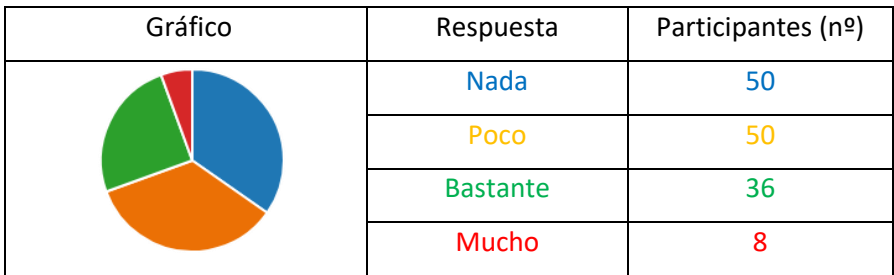 Gráfico Respuesta Participantes (nº)
Nada 50
Poco 50
Bastante 36
Mucho 8